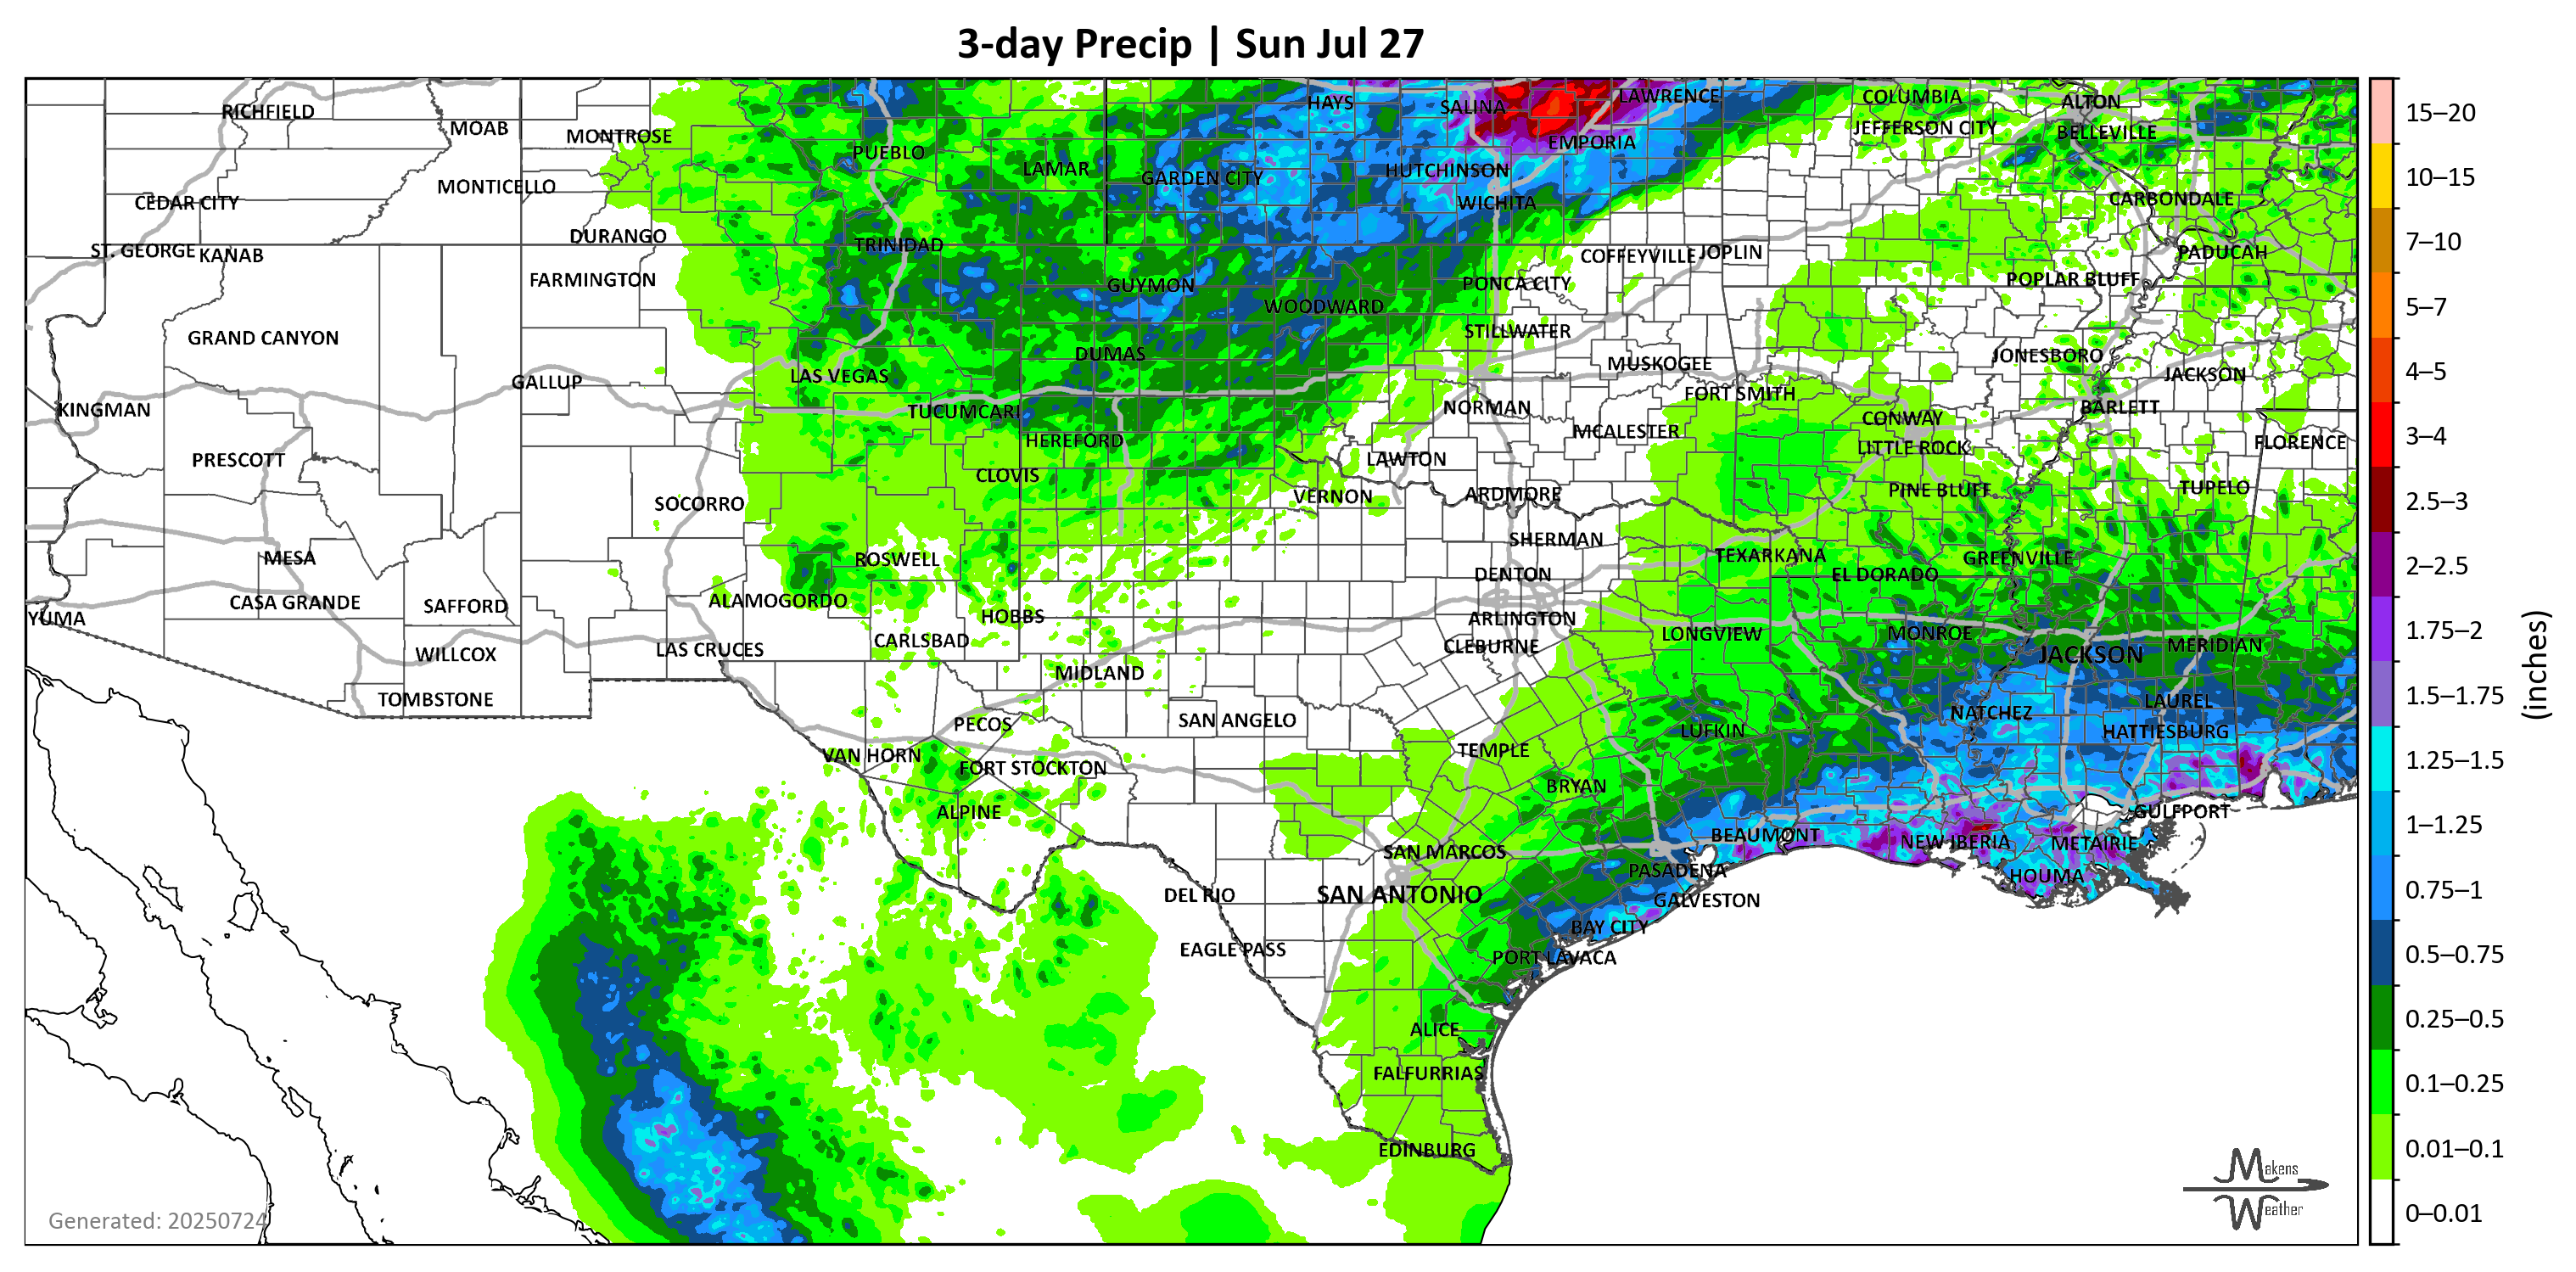 3-day Precip | Sun Jul 27
RICHFIELD
MOAB
MONTROSE
PUEBLO
LAMAR
HAYS
SALINA
LAWRENCE
COLUMBIA
ALTON
JEFFERSON CITY
BELLEVILLE
EMPORIA
HUTCHINSON
GARDEN CITY
MONTICELLO
CEDAR CITY
WICHITA
CARBONDALE
DURANGO
TRINIDAD
ST. GEORGE
KANAB
COFFEYVILLE
JOPLIN
PADUCAH
FARMINGTON
GUYMON
PONCA CITY
POPLAR BLUFF
WOODWARD
GRAND CANYON
STILLWATER
DUMAS
JONESBORO
MUSKOGEE
JACKSON
GALLUP
LAS VEGAS
FORT SMITH
KINGMAN
TUCUMCARI
NORMAN
BARLETT
CONWAY
MCALESTER
HEREFORD
LITTLE ROCK
FLORENCE
PRESCOTT
LAWTON
CLOVIS
SOCORRO
VERNON
ARDMORE
PINE BLUFF
TUPELO
MESA
ROSWELL
SHERMAN
TEXARKANA
GREENVILLE
DENTON
EL DORADO
CASA GRANDE
SAFFORD
ALAMOGORDO
HOBBS
YUMA
ARLINGTON
CARLSBAD
LONGVIEW
MONROE
WILLCOX
LAS CRUCES
CLEBURNE
JACKSON
MERIDIAN
MIDLAND
TOMBSTONE
LAUREL
PECOS
SAN ANGELO
NATCHEZ
LUFKIN
HATTIESBURG
VAN HORN
FORT STOCKTON
TEMPLE
BRYAN
ALPINE
GULFPORT
BEAUMONT
NEW IBERIA
METAIRIE
SAN MARCOS
PASADENA
HOUMA
DEL RIO
SAN ANTONIO
GALVESTON
BAY CITY
EAGLE PASS
PORT LAVACA
ALICE
FALFURRIAS
EDINBURG
Generated: 20250724
Makens
Weather
15–20
10–15
7–10
5–7
4–5
3–4
2.5–3
2–2.5
1.75–2
1.5–1.75
1.25–1.5
1–1.25
0.75–1
0.5–0.75
0.25–0.5
0.1–0.25
0.01–0.1
0–0.01
(inches)